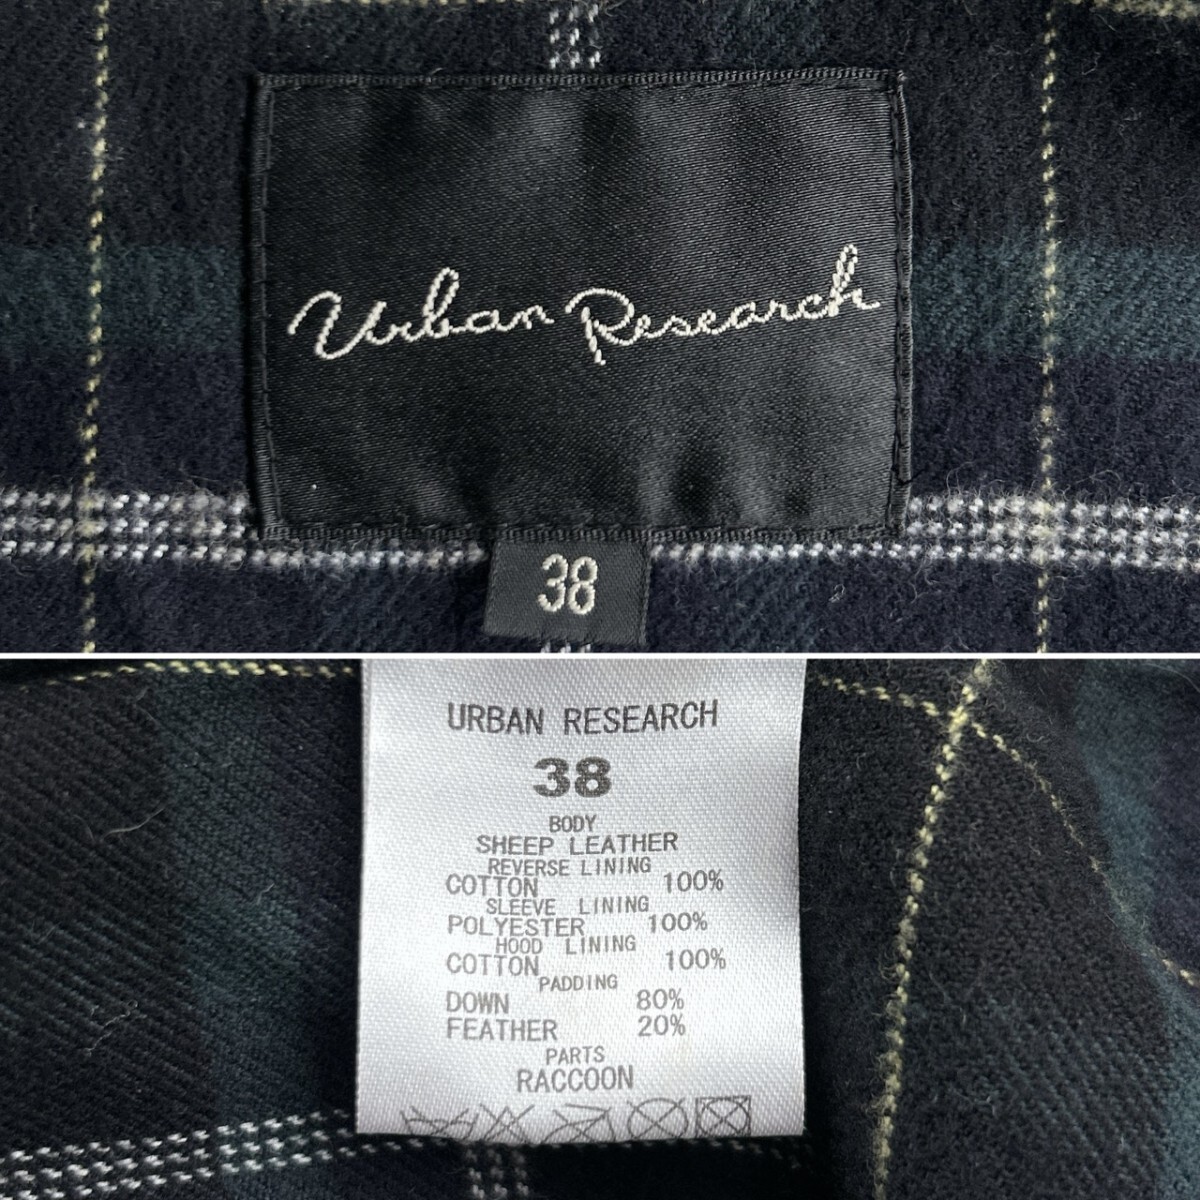 Urban Research
38
URBAN RESEARCH
38
BODY
SHEEP LEATHER
REVERSE LINING
COTTON 100%
SLEEVE LINING
POLYESTER 100%
HOOD LINING
COTTON 100%
PADDING
DOWN 80%
FEATHER 20%
PARTS
RACCOON